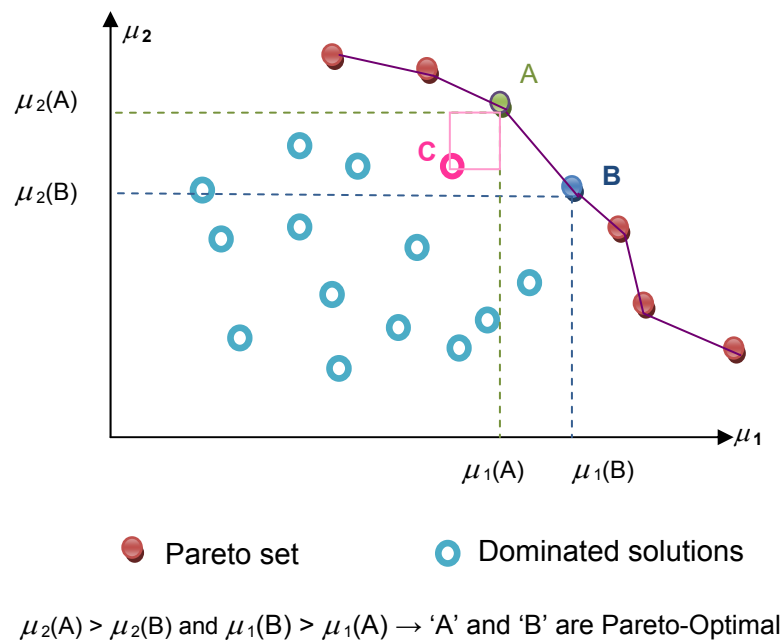 μ₂
A
μ₂(A)
C
μ₂(B)
B
μ₁
μ₁(A) μ₁(B)
Pareto set Dominated solutions
μ₂(A) > μ₂(B) and μ₁(B) > μ₁(A) → ‘A’ and ‘B’ are Pareto-Optimal